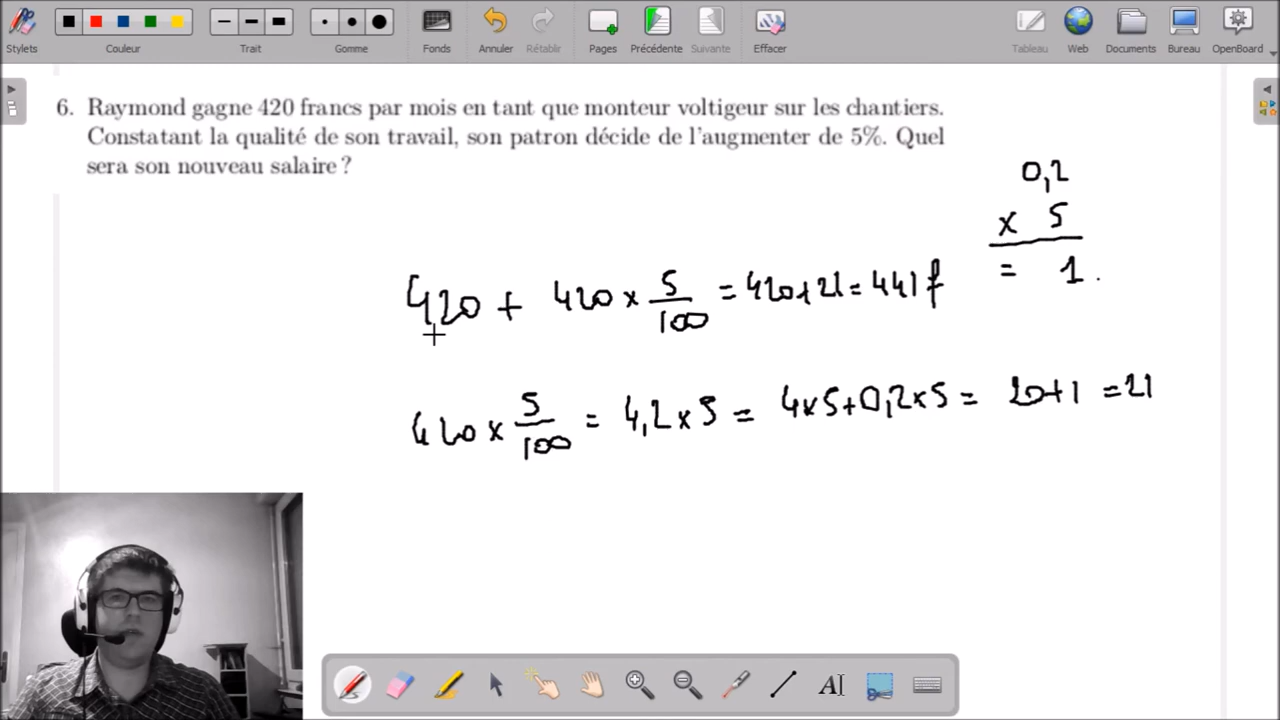 Stylets Couleur Trait Gomme Fonds Annuler Rétablir Pages Précédente Suivante Effacer Tableau Web Documents Bureau OpenBoard
6. Raymond gagne 420 francs par mois en tant que monteur voltigeur sur les chantiers.
Constatant la qualité de son travail, son patron décide de l'augmenter de 5%. Quel
sera son nouveau salaire ?
0,2
x 5
= 1.
420 + 420 x 5/100 = 420+21 = 441 f
420 x 5/100 = 4,2 x 5 = 4x5+0,2x5 = 20+1 = 21